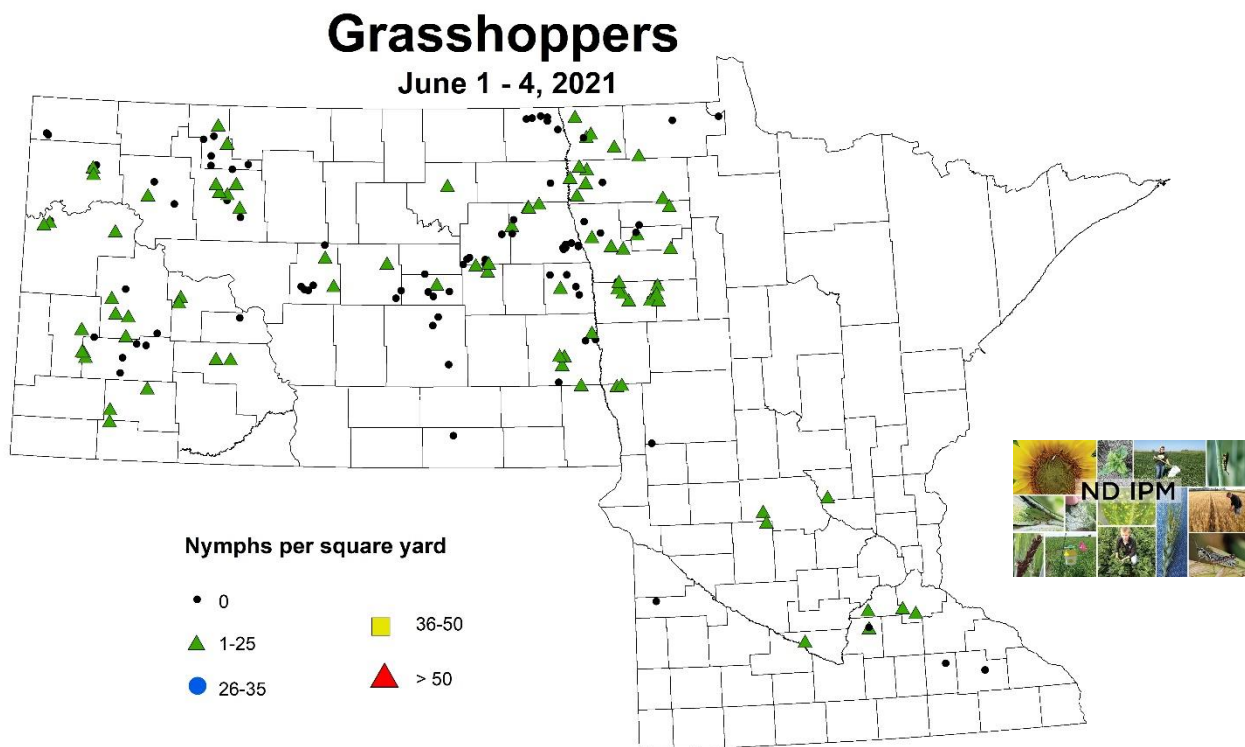 Grasshoppers
June 1 - 4, 2021
ND IPM
Nymphs per square yard
0
1-25
26-35
36-50
> 50